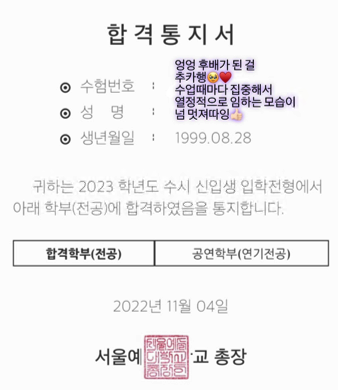 합격통지서
엉엉 후배가 된 걸
추카행🥹❤️
수업때마다 집중해서
열정적으로 임하는 모습이
넘 멋져따잉👍🏻
수험번호 :
성 명 :
생년월일 : 1999.08.28
귀하는 2023 학년도 수시 신입생 입학전형에서
아래 학부(전공)에 합격하였음을 통지합니다.
합격학부(전공) 공연학부(연기전공)
2022년 11월 04일
서울예 교 총장